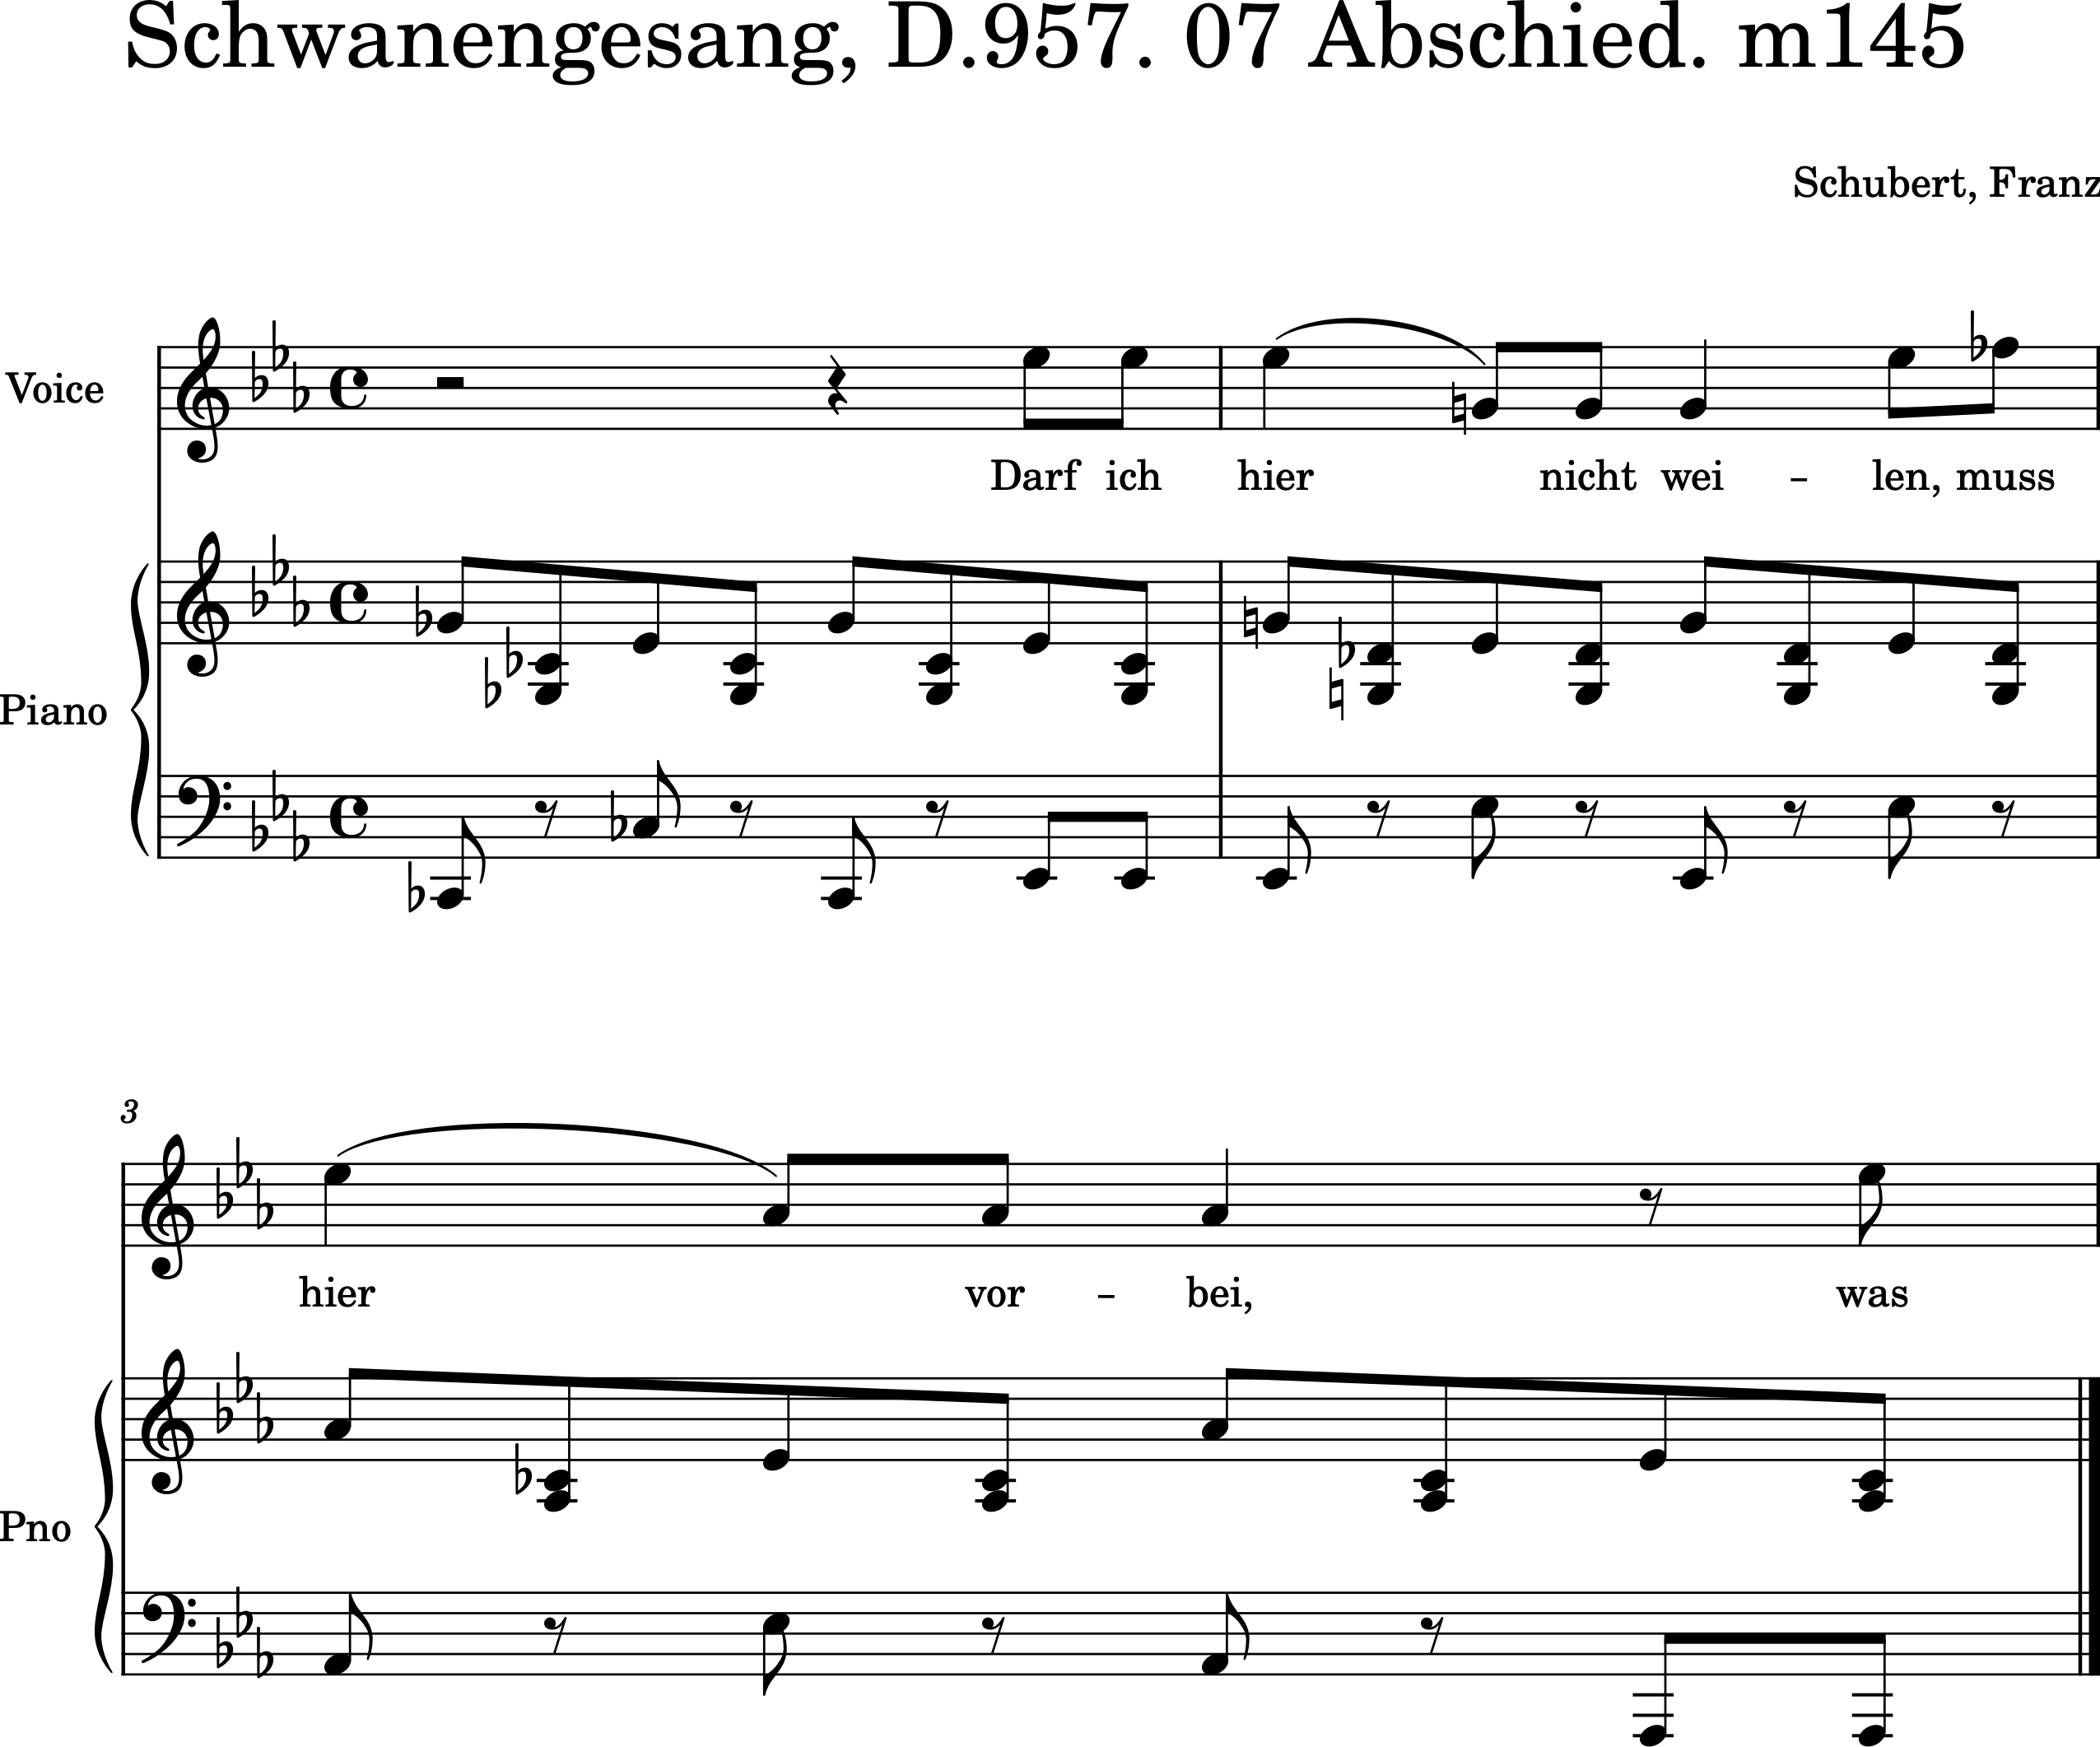 Schwanengesang, D.957. 07 Abschied. m145
Schubert, Franz
Voice
Darf ich hier nicht wei - len, muss
Piano
3
hier vor - bei, was
Pno